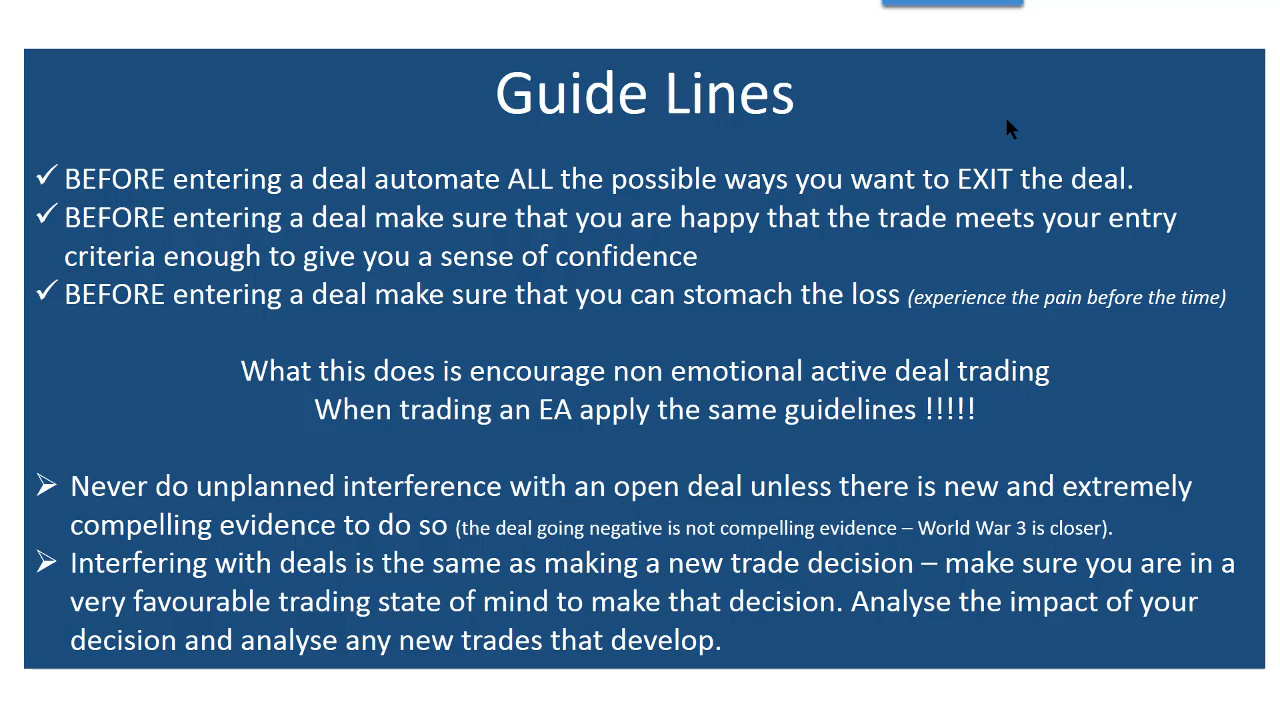 Guide Lines
✓ BEFORE entering a deal automate ALL the possible ways you want to EXIT the deal.
✓ BEFORE entering a deal make sure that you are happy that the trade meets your entry
criteria enough to give you a sense of confidence
✓ BEFORE entering a deal make sure that you can stomach the loss (experience the pain before the time)
What this does is encourage non emotional active deal trading
When trading an EA apply the same guidelines !!!!!
➢ Never do unplanned interference with an open deal unless there is new and extremely
compelling evidence to do so (the deal going negative is not compelling evidence – World War 3 is closer).
➢ Interfering with deals is the same as making a new trade decision – make sure you are in a
very favourable trading state of mind to make that decision. Analyse the impact of your
decision and analyse any new trades that develop.